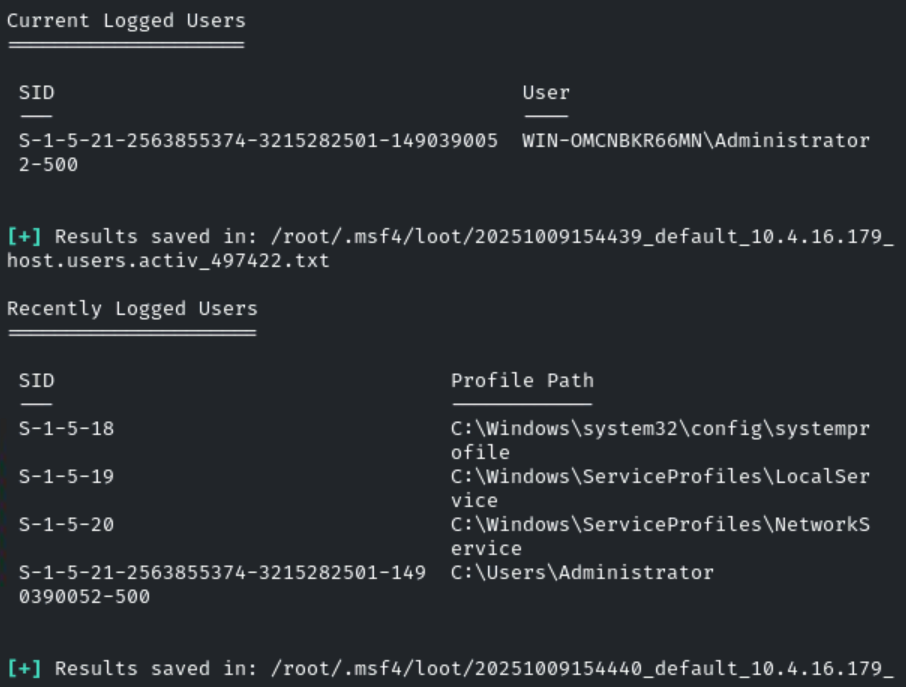 Current Logged Users
====================
SID User
--- ----
S-1-5-21-2563855374-3215282501-149039005 WIN-OMCNBKR66MN\Administrator
2-500
[+] Results saved in: /root/.msf4/loot/20251009154439_default_10.4.16.179_
host.users.activ_497422.txt
Recently Logged Users
=====================
SID Profile Path
--- ------------
S-1-5-18 C:\Windows\system32\config\systempr
ofile
S-1-5-19 C:\Windows\ServiceProfiles\LocalSer
vice
S-1-5-20 C:\Windows\ServiceProfiles\NetworkS
ervice
S-1-5-21-2563855374-3215282501-149 C:\Users\Administrator
0390052-500
[+] Results saved in: /root/.msf4/loot/20251009154440_default_10.4.16.179_